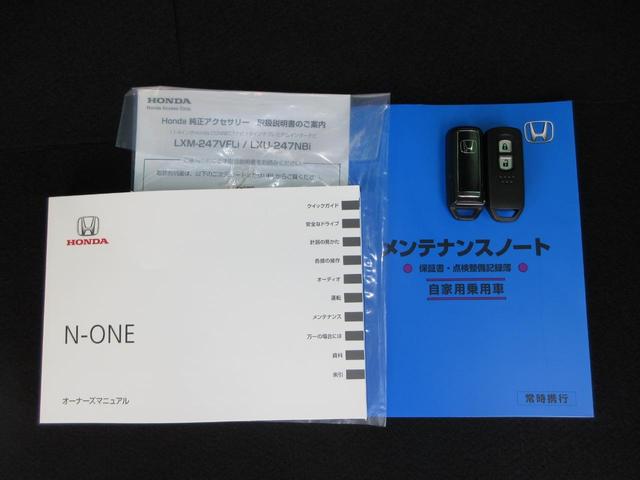 HONDA
Honda Access Corp.
Honda 純正アクセサリー 取扱説明書のご案内
LXM-247VFLi / LXU-247NBi
HONDA
N-ONE
オーナーズマニュアル
クイックガイド
安全なドライブ
計器の見かた
各部の操作
オーディオ
運転
メンテナンス
万一の場合には
資料
索引
メンテナンスノート
●保証書・点検整備記録簿●
自家用乗用車
常時携行